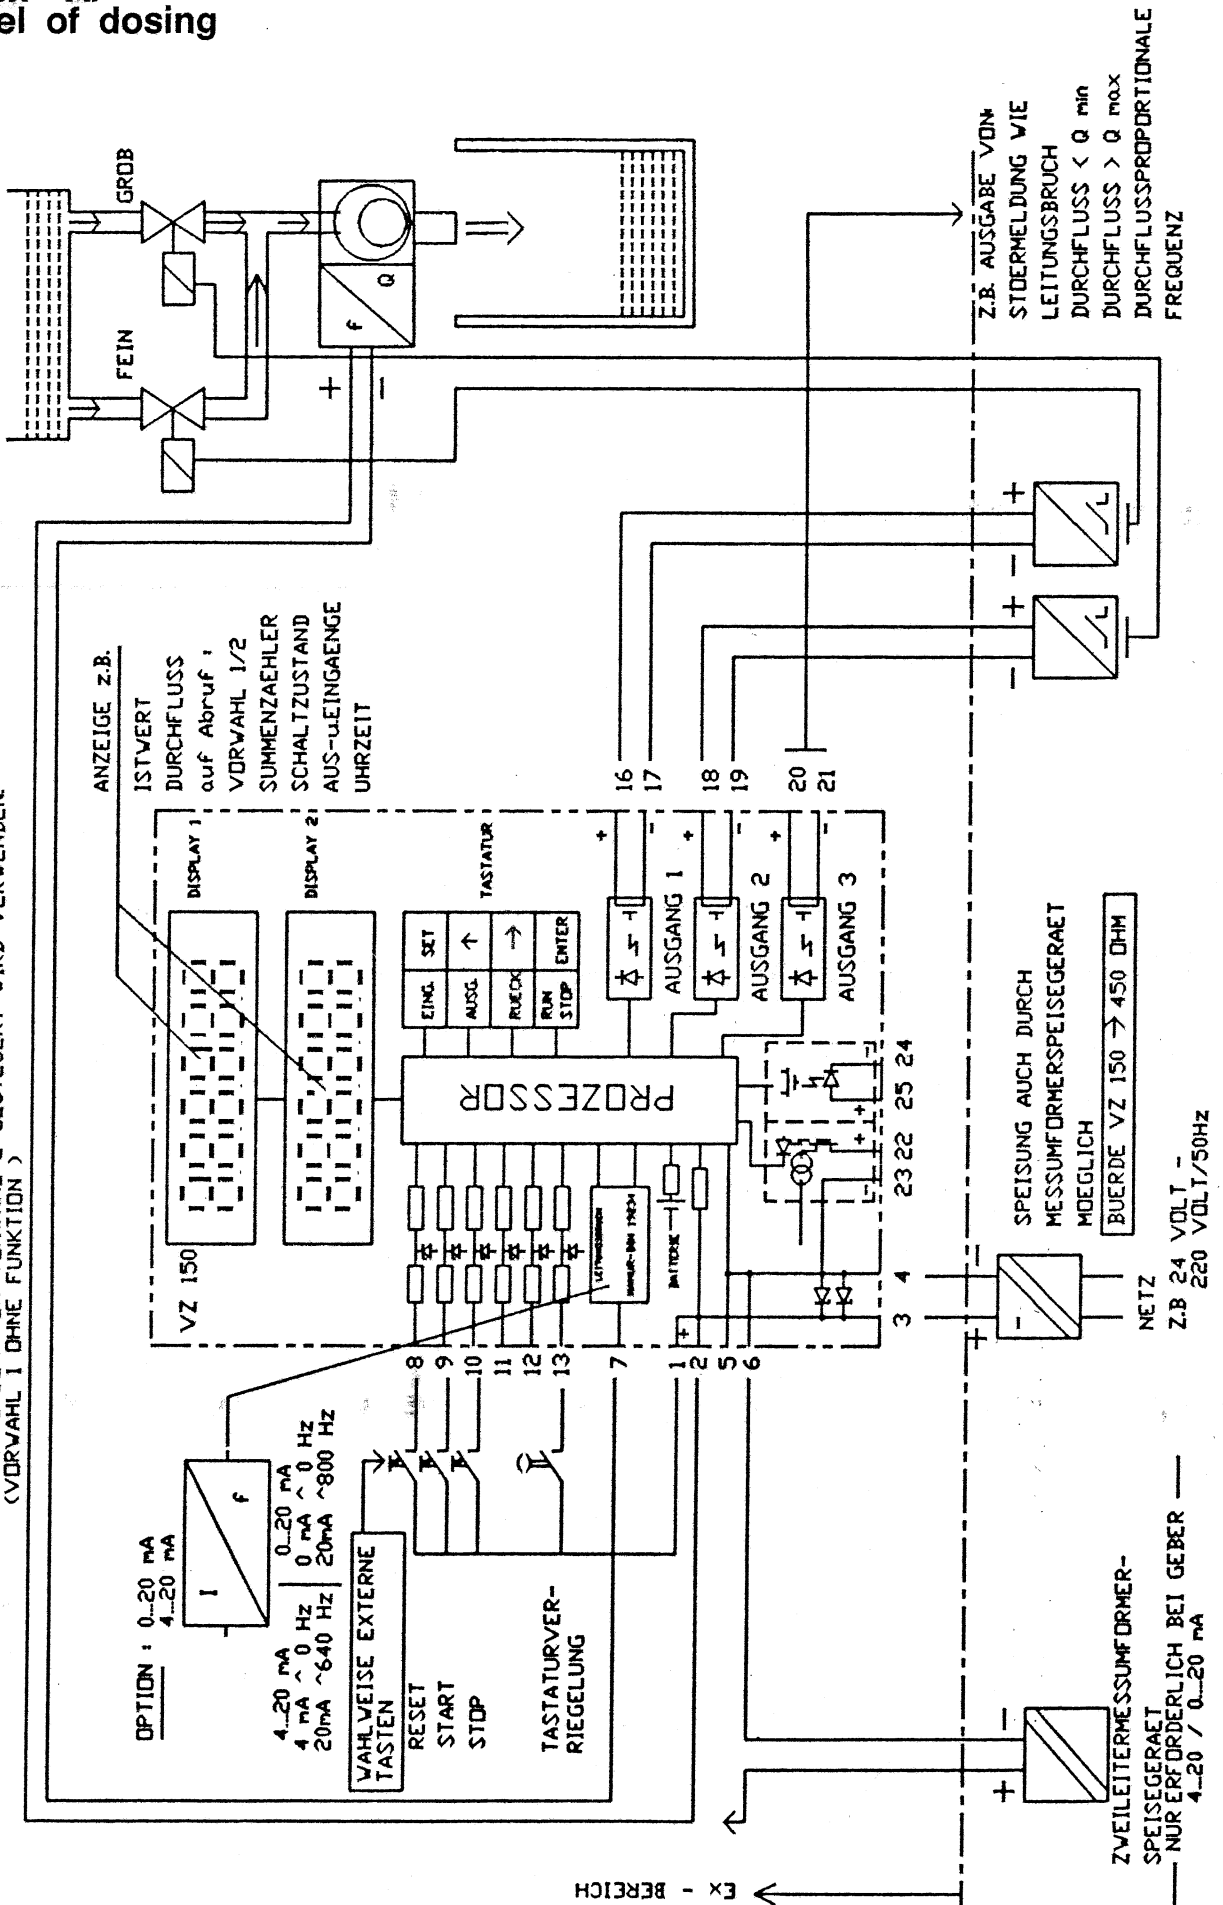 el of dosing
(VORWAHL 1 OHNE FUNKTION )
GROB
FEIN
f
Q
+
-
ANZEIGE z.B.
ISTWERT
DURCHFLUSS
auf Abruf :
VORWAHL 1/2
SUMMENZAEHLER
SCHALTZUSTAND
AUS-u.EINGAENGE
UHRZEIT
VZ 150
DISPLAY 1
DISPLAY 2
TASTATUR
EING.
SET
AUSG.
↑
RUECK
→
RUN
STOP
ENTER
PROZESSOR
AUSGANG 1
AUSGANG 2
AUSGANG 3
16
17
18
19
20
21
+
-
+
-
+
-
LEITUNGSBRUCH
NAMUR-DIN 19234
BATTERIE
8
9
10
11
12
13
7
1
2
5
6
+
3
4
23
22
25
24
OPTION : 0...20 mA
4...20 mA
I
f
4...20 mA
4 mA ^ 0 Hz
20mA ^640 Hz
0...20 mA
0 mA ^ 0 Hz
20mA ^800 Hz
WAHLWEISE EXTERNE
TASTEN
RESET
START
STOP
TASTATURVER-
RIEGELUNG
Z.B. AUSGABE VON:
STOERMELDUNG WIE
LEITUNGSBRUCH
DURCHFLUSS < Q min
DURCHFLUSS > Q max
DURCHFLUSSPROPORTIONALE
FREQUENZ
+
-
+
-
SPEISUNG AUCH DURCH
MESSUMFORMERSPEISEGERAET
MOEGLICH
BUERDE VZ 150 → 450 OHM
+
-
NETZ
Z.B 24 VOLT -
220 VOLT/50Hz
+
-
ZWEILEITERMESSUMFORMER-
SPEISEGERAET
NUR ERFORDERLICH BEI GEBER
4...20 / 0...20 mA
Ex - BEREICH